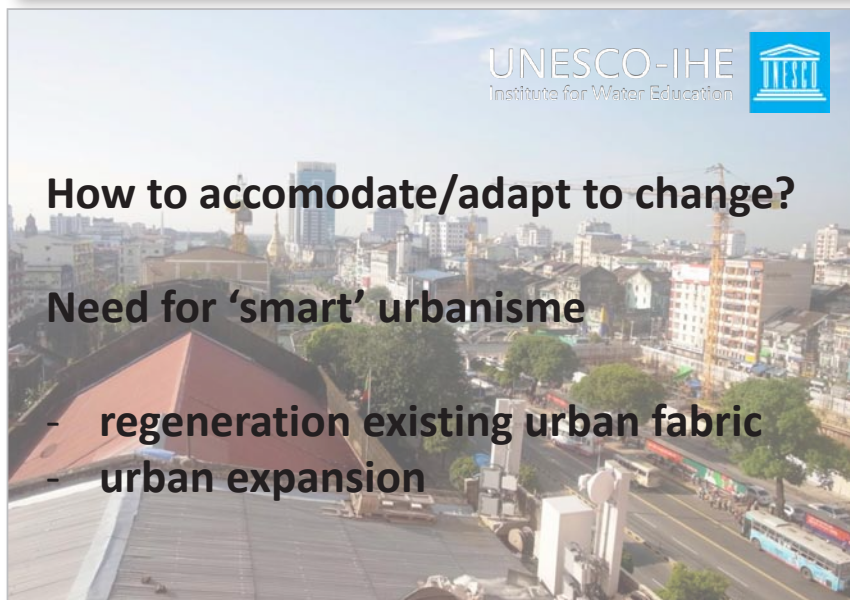 UNESCO-IHE
Institute for Water Education
UNESCO
How to accomodate/adapt to change?
Need for ‘smart’ urbanisme
- regeneration existing urban fabric
- urban expansion